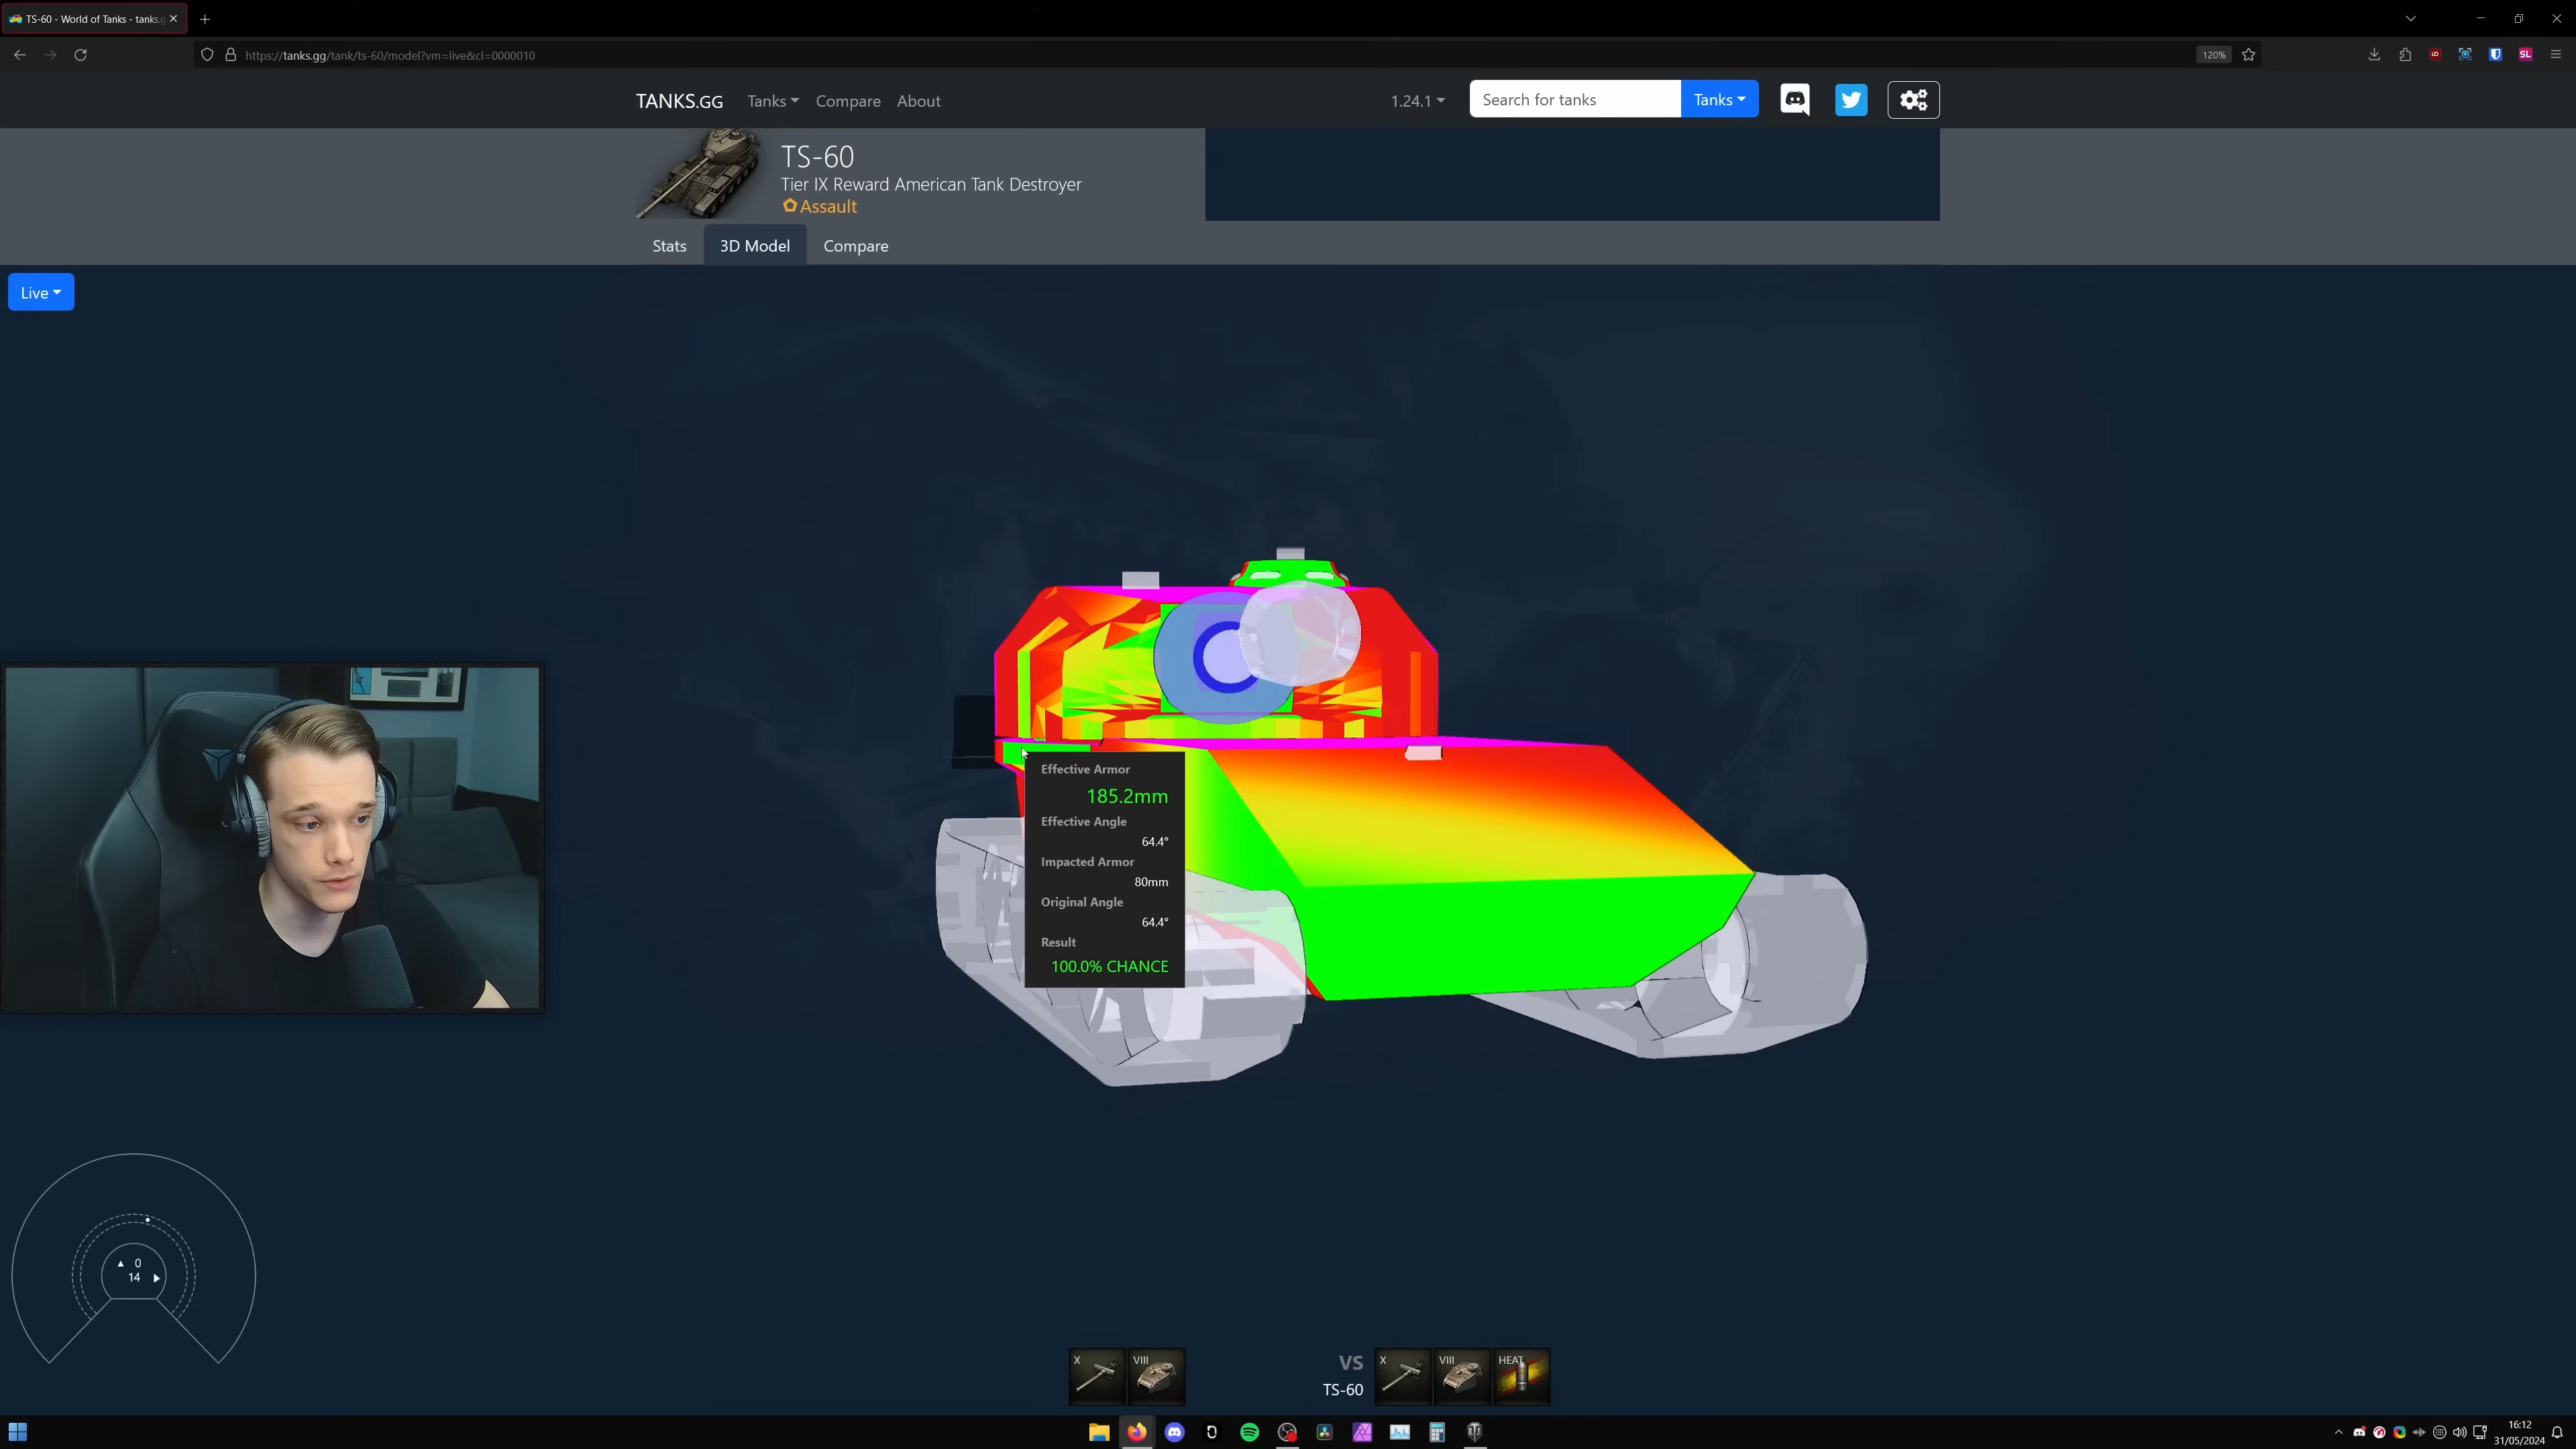 TS-60 - World of Tanks - tanks.g
https://tanks.gg/tank/ts-60/model?vm=live&cl=0000010
120%
TANKS.GG
Tanks
Compare
About
1.24.1
Search for tanks
Tanks
TS-60
Tier IX Reward American Tank Destroyer
Assault
Stats
3D Model
Compare
Live
Effective Armor
185.2mm
Effective Angle
64.4°
Impacted Armor
80mm
Original Angle
64.4°
Result
100.0% CHANCE
0
14
X
VIII
VS
TS-60
X
VIII
HEAT
SL
16:12
31/05/2024